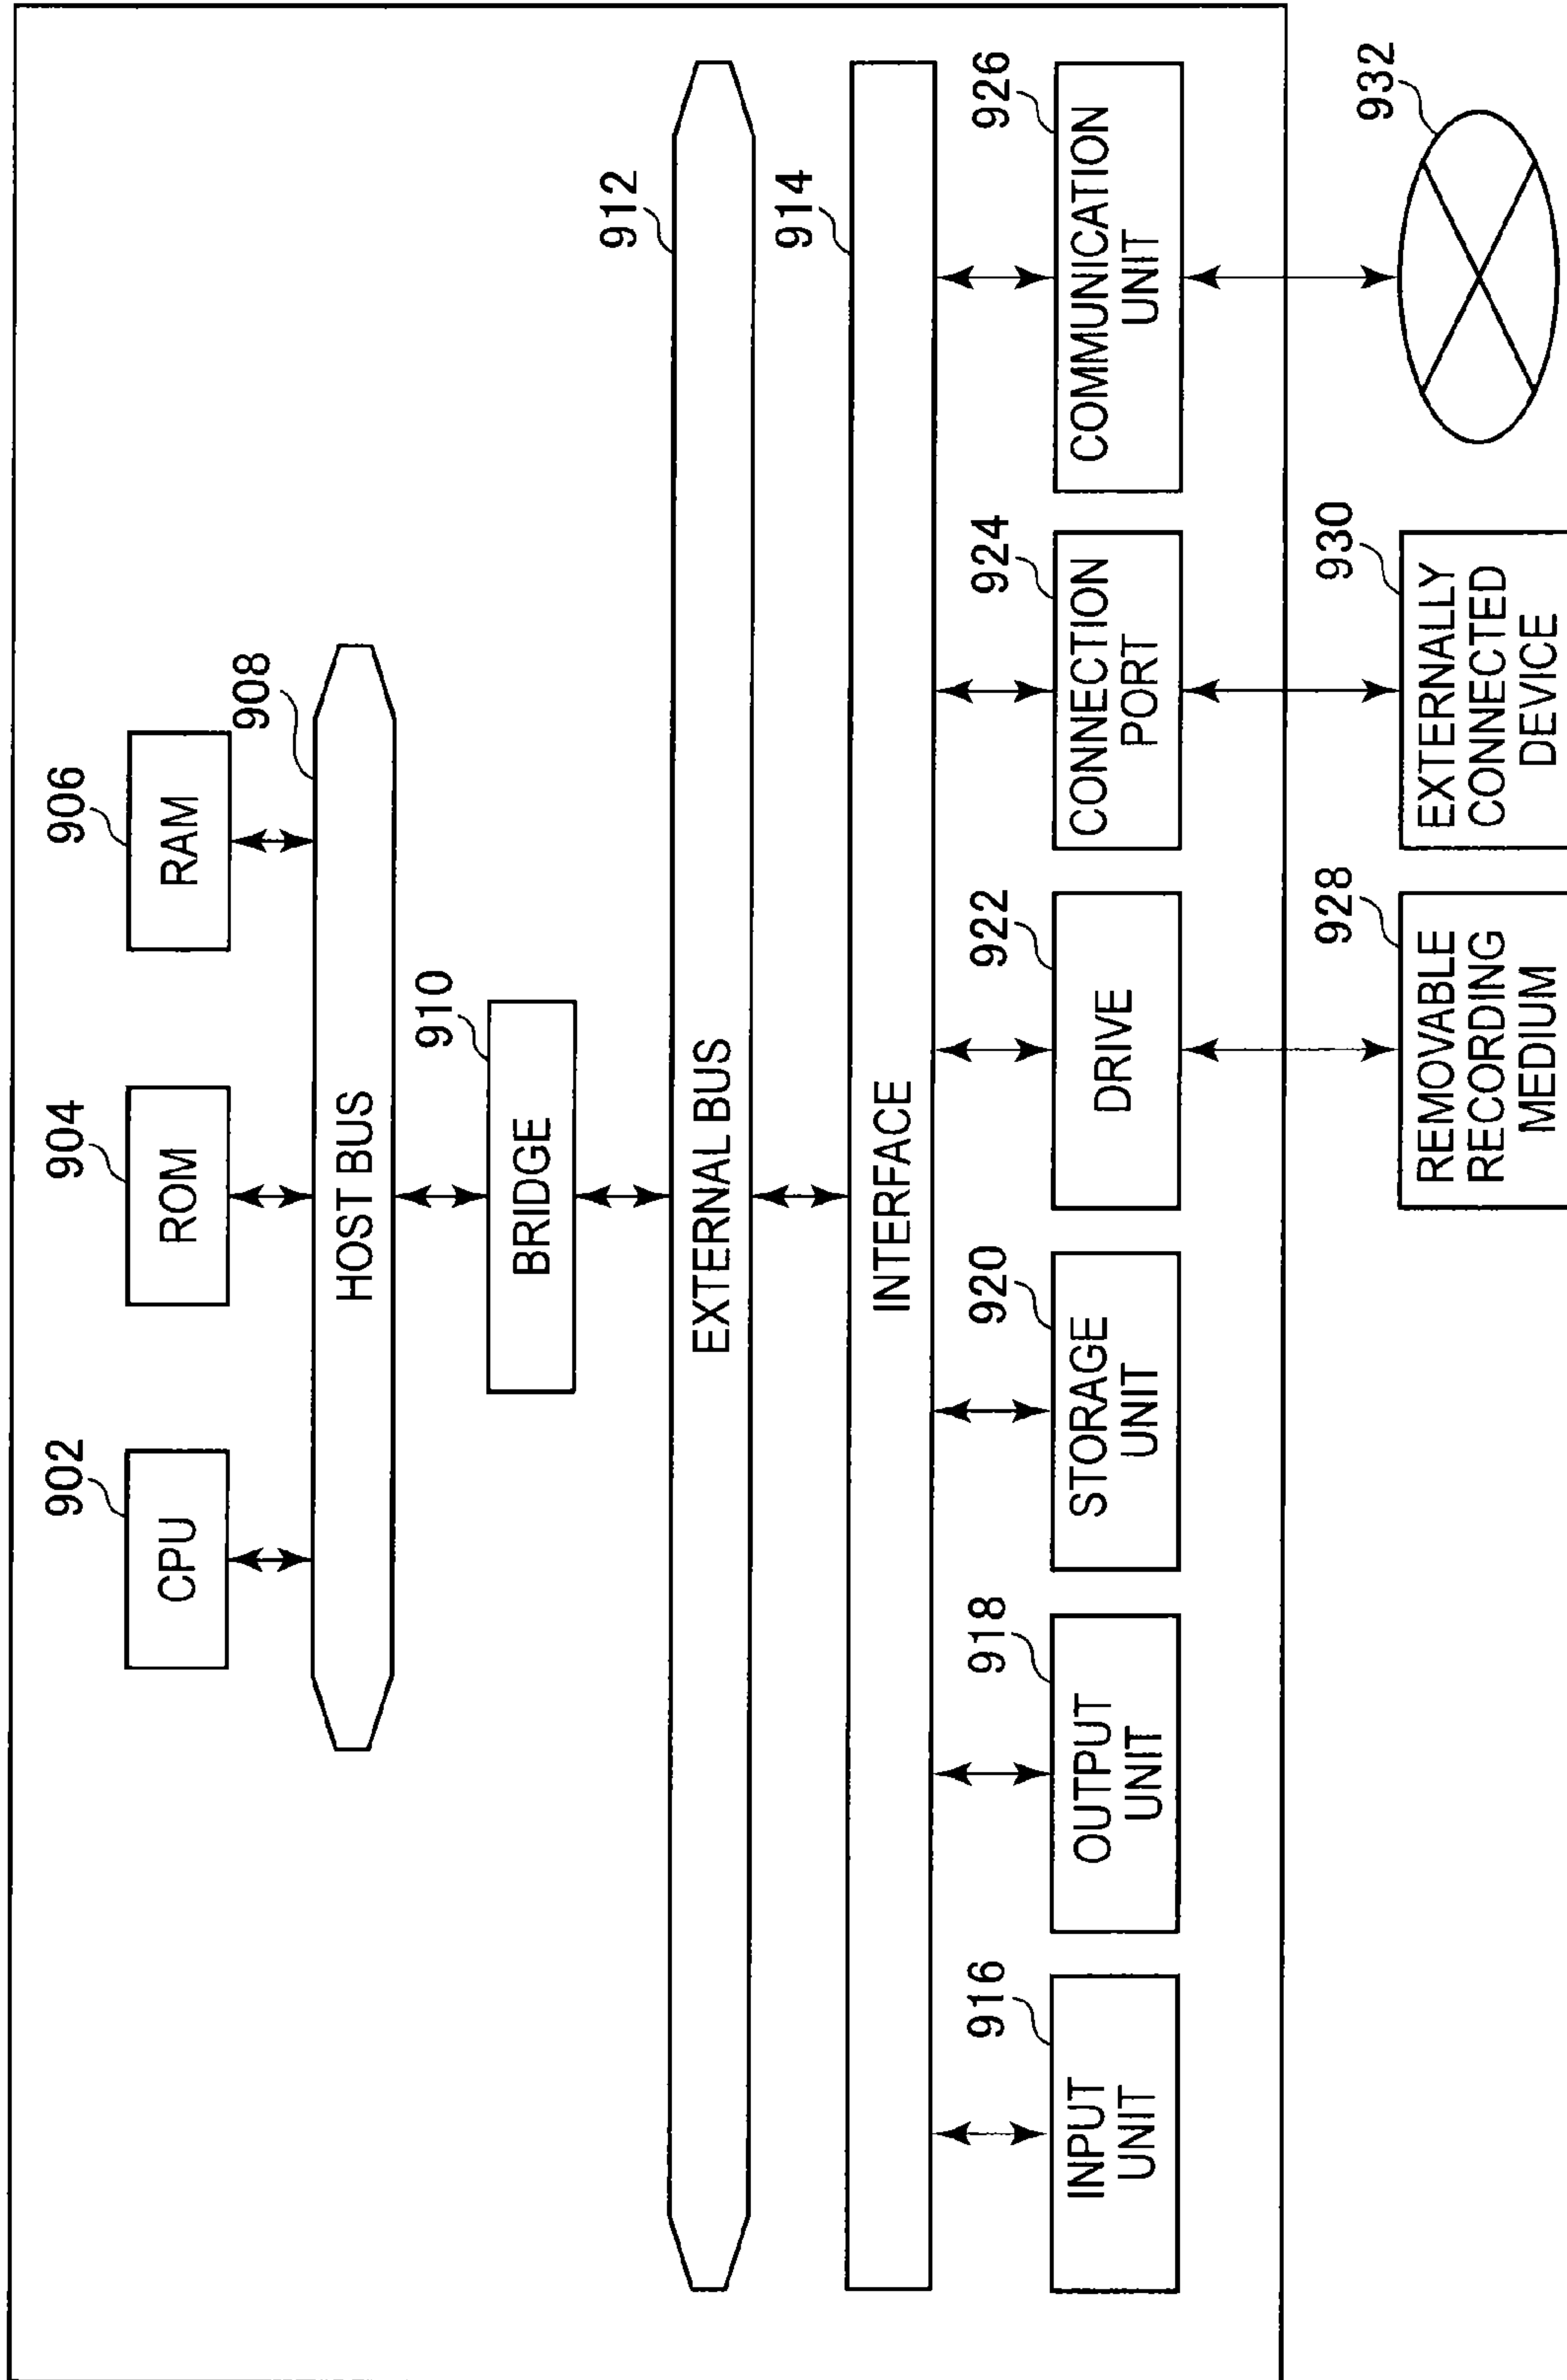 902
CPU
904
ROM
906
RAM
908
HOST BUS
910
BRIDGE
912
EXTERNAL BUS
914
INTERFACE
916
INPUT
UNIT
918
OUTPUT
UNIT
920
STORAGE
UNIT
922
DRIVE
924
CONNECTION
PORT
926
COMMUNICATION
UNIT
928
REMOVABLE
RECORDING
MEDIUM
930
EXTERNALLY
CONNECTED
DEVICE
932